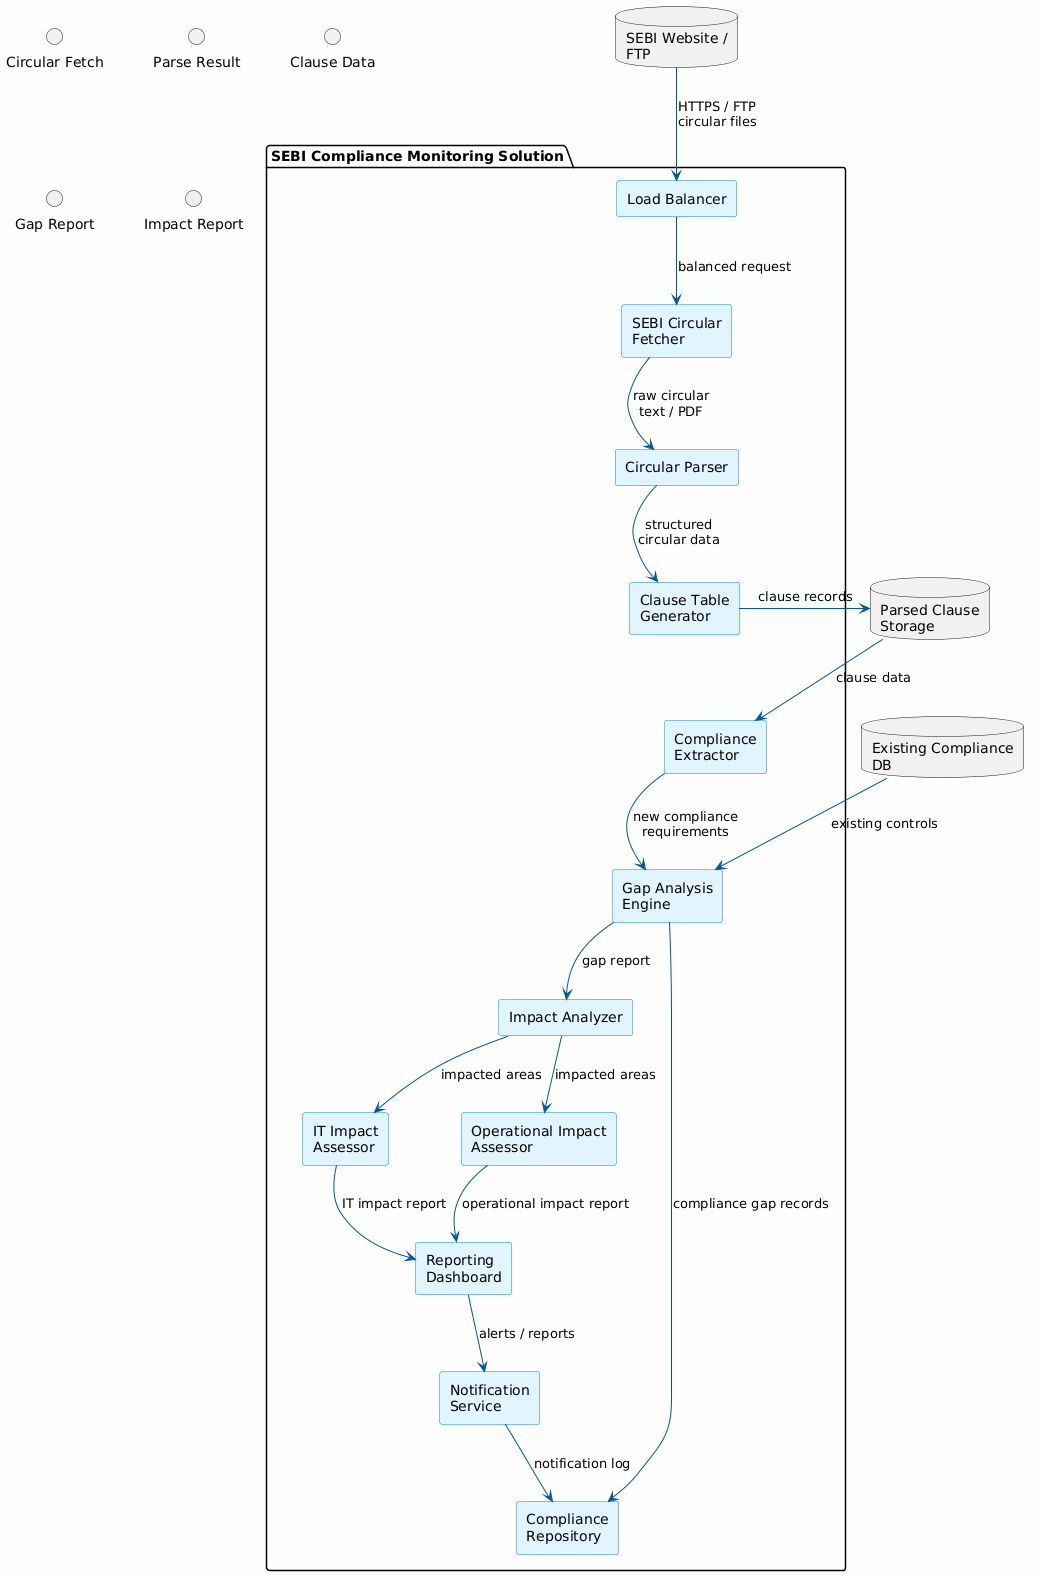 Circular Fetch
Parse Result
Clause Data
SEBI Website /
FTP
HTTPS / FTP
circular files
SEBI Compliance Monitoring Solution
Gap Report
Impact Report
Load Balancer
balanced request
SEBI Circular
Fetcher
raw circular
text / PDF
Circular Parser
structured
circular data
Clause Table
Generator
clause records
Parsed Clause
Storage
clause data
Compliance
Extractor
Existing Compliance
DB
new compliance
requirements
existing controls
Gap Analysis
Engine
gap report
Impact Analyzer
impacted areas
impacted areas
IT Impact
Assessor
Operational Impact
Assessor
IT impact report
operational impact report
compliance gap records
Reporting
Dashboard
alerts / reports
Notification
Service
notification log
Compliance
Repository